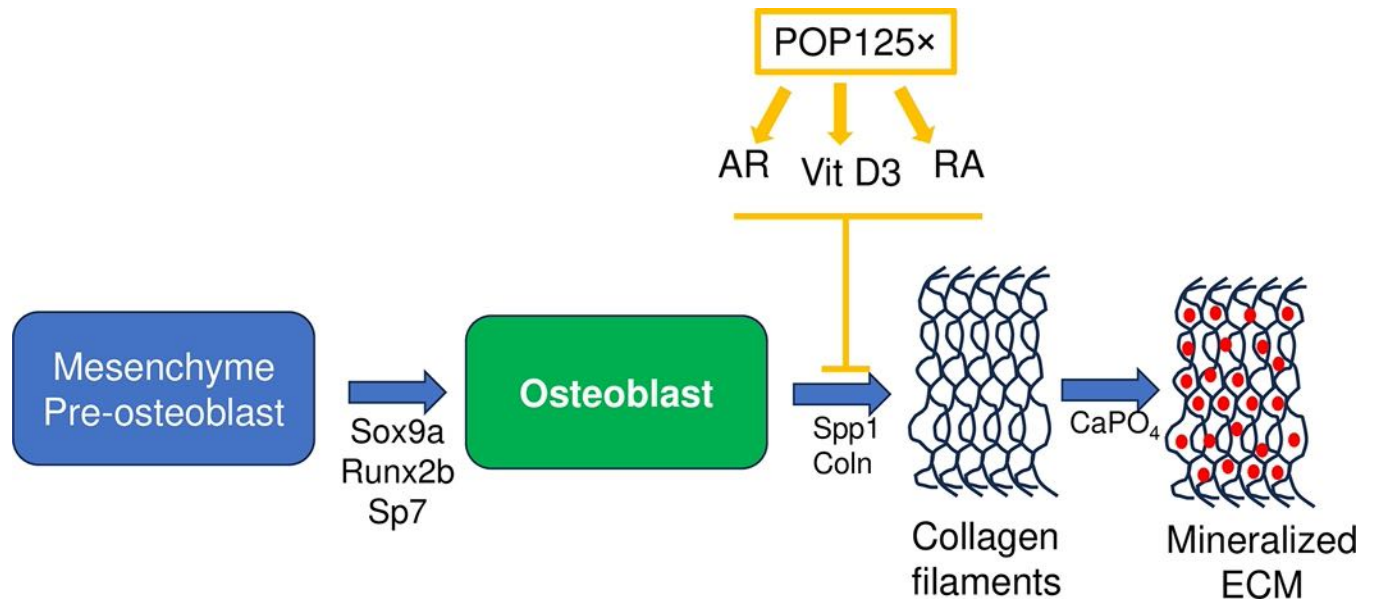 POP125×
AR Vit D3 RA
Mesenchyme
Pre-osteoblast
Sox9a
Runx2b
Sp7
Osteoblast
Spp1
Coln
Collagen
filaments
CaPO₄
Mineralized
ECM